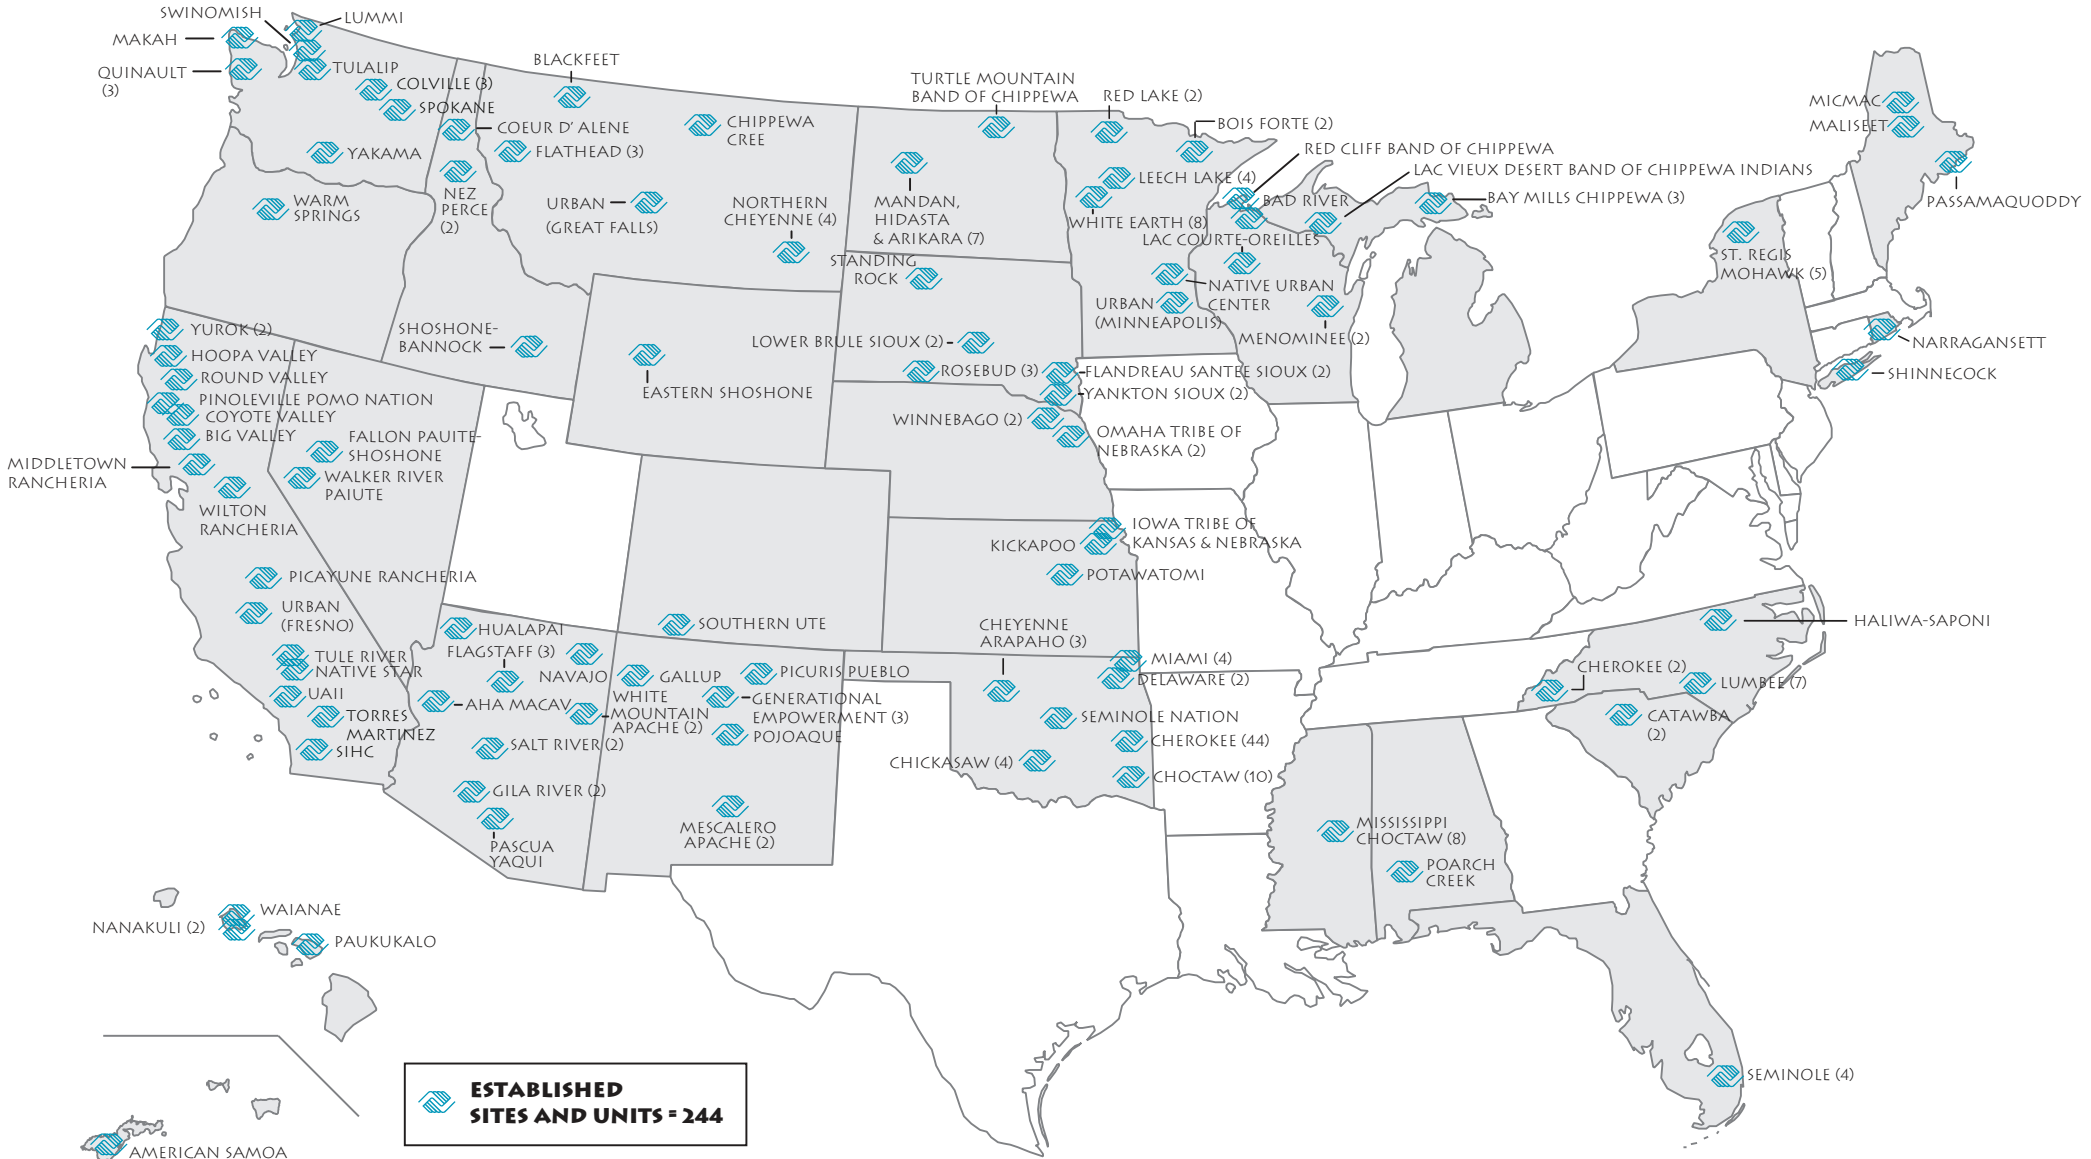 SWINOMISH
LUMMI
MAKAH
QUINAULT
(3)
TULALIP
COLVILLE (3)
SPOKANE
YAKAMA
COEUR D' ALENE
FLATHEAD (3)
NEZ
PERCE
(2)
WARM
SPRINGS
BLACKFEET
CHIPPEWA
CREE
URBAN
(GREAT FALLS)
NORTHERN
CHEYENNE (4)
TURTLE MOUNTAIN
BAND OF CHIPPEWA
MANDAN,
HIDASTA
& ARIKARA (7)
STANDING
ROCK
RED LAKE (2)
BOIS FORTE (2)
RED CLIFF BAND OF CHIPPEWA
LAC VIEUX DESERT BAND OF CHIPPEWA INDIANS
BAY MILLS CHIPPEWA (3)
LEECH LAKE (4)
BAD RIVER
WHITE EARTH (8)
LAC COURTE-OREILLES
NATIVE URBAN
CENTER
URBAN
(MINNEAPOLIS)
MENOMINEE (2)
MICMAC
MALISEET
PASSAMAQUODDY
ST. REGIS
MOHAWK (5)
NARRAGANSETT
SHINNECOCK
YUROK (2)
HOOPA VALLEY
ROUND VALLEY
PINOLEVILLE POMO NATION
COYOTE VALLEY
BIG VALLEY
MIDDLETOWN
RANCHERIA
WILTON
RANCHERIA
FALLON PAUITE-
SHOSHONE
WALKER RIVER
PAIUTE
SHOSHONE-
BANNOCK
EASTERN SHOSHONE
LOWER BRULE SIOUX (2)
ROSEBUD (3)
FLANDREAU SANTEE SIOUX (2)
YANKTON SIOUX (2)
WINNEBAGO (2)
OMAHA TRIBE OF
NEBRASKA (2)
IOWA TRIBE OF
KANSAS & NEBRASKA
KICKAPOO
POTAWATOMI
PICAYUNE RANCHERIA
URBAN
(FRESNO)
TULE RIVER
NATIVE STAR
UAII
TORRES
MARTINEZ
SIHC
HUALAPAI
FLAGSTAFF (3)
NAVAJO
AHA MACAV
WHITE
MOUNTAIN
APACHE (2)
SALT RIVER (2)
GILA RIVER (2)
PASCUA
YAQUI
SOUTHERN UTE
GALLUP
PICURIS PUEBLO
GENERATIONAL
EMPOWERMENT (3)
POJOAQUE
MESCALERO
APACHE (2)
CHEYENNE
ARAPAHO (3)
MIAMI (4)
DELAWARE (2)
SEMINOLE NATION
CHEROKEE (44)
CHICKASAW (4)
CHOCTAW (10)
HALIWA-SAPONI
CHEROKEE (2)
LUMBEE (7)
CATAWBA
(2)
MISSISSIPPI
CHOCTAW (8)
POARCH
CREEK
SEMINOLE (4)
WAIANAE
NANAKULI (2)
PAUKUKALO
AMERICAN SAMOA
ESTABLISHED
SITES AND UNITS = 244